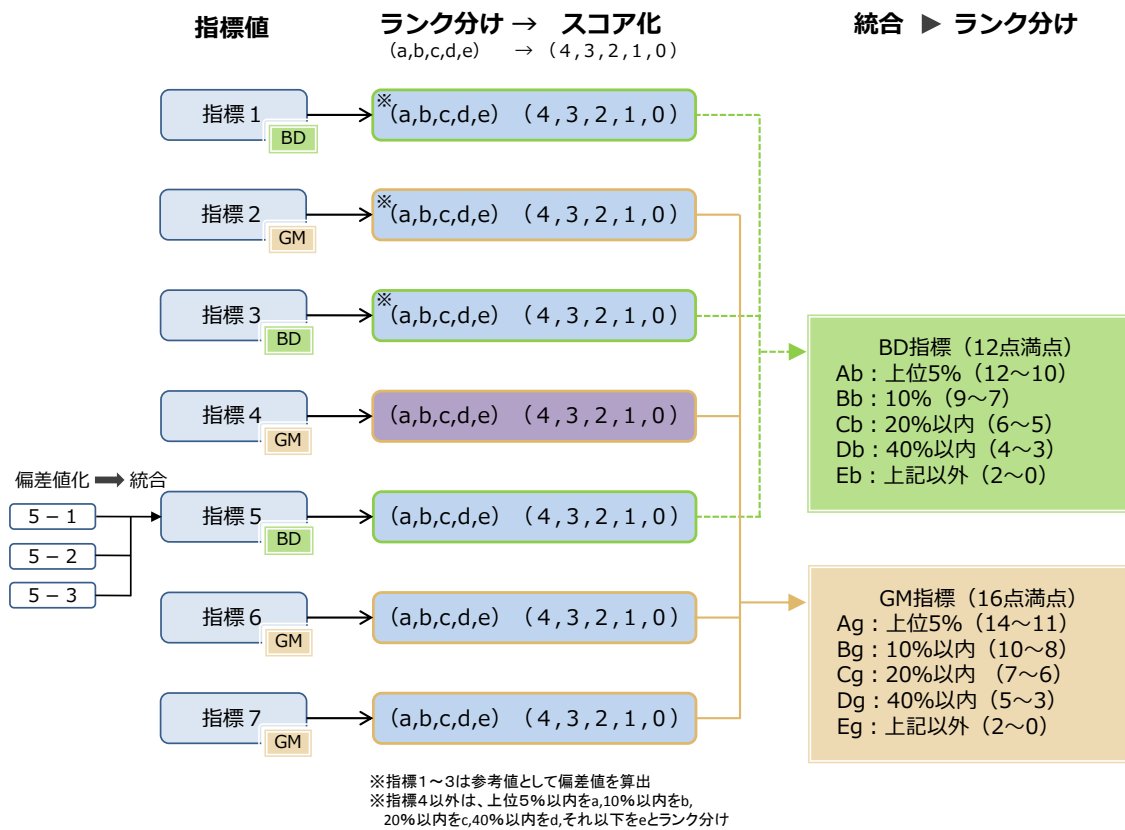 指標値
ランク分け → スコア化
(a,b,c,d,e) → (4,3,2,1,0)
統合 ▶ ランク分け
指標1
BD
※(a,b,c,d,e) (4,3,2,1,0)
指標2
GM
※(a,b,c,d,e) (4,3,2,1,0)
指標3
BD
※(a,b,c,d,e) (4,3,2,1,0)
指標4
GM
(a,b,c,d,e) (4,3,2,1,0)
偏差値化 ➡ 統合
5-1
5-2
5-3
指標5
BD
(a,b,c,d,e) (4,3,2,1,0)
指標6
GM
(a,b,c,d,e) (4,3,2,1,0)
指標7
GM
(a,b,c,d,e) (4,3,2,1,0)
BD指標（12点満点）
Ab：上位5%（12～10）
Bb：10%（9～7）
Cb：20%以内（6～5）
Db：40%以内（4～3）
Eb：上記以外（2～0）
GM指標（16点満点）
Ag：上位5%（14～11）
Bg：10%以内（10～8）
Cg：20%以内 （7～6）
Dg：40%以内（5～3）
Eg：上記以外（2～0）
※指標1～3は参考値として偏差値を算出
※指標4以外は、上位5%以内をa,10%以内をb,
20%以内をc,40%以内をd,それ以下をeとランク分け